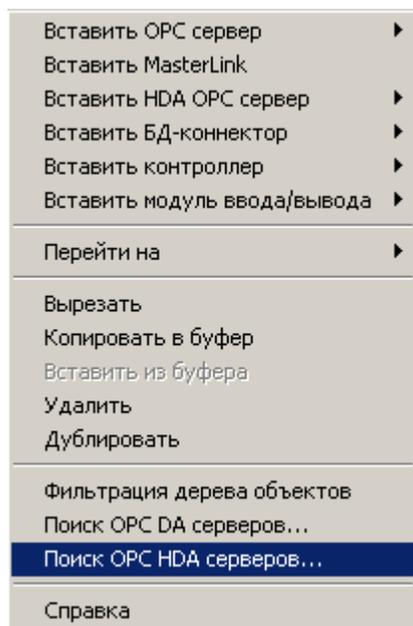 Вставить OPC сервер
Вставить MasterLink
Вставить HDA OPC сервер
Вставить БД-коннектор
Вставить контроллер
Вставить модуль ввода/вывода
Перейти на
Вырезать
Копировать в буфер
Вставить из буфера
Удалить
Дублировать
Фильтрация дерева объектов
Поиск OPC DA серверов...
Поиск OPC HDA серверов...
Справка